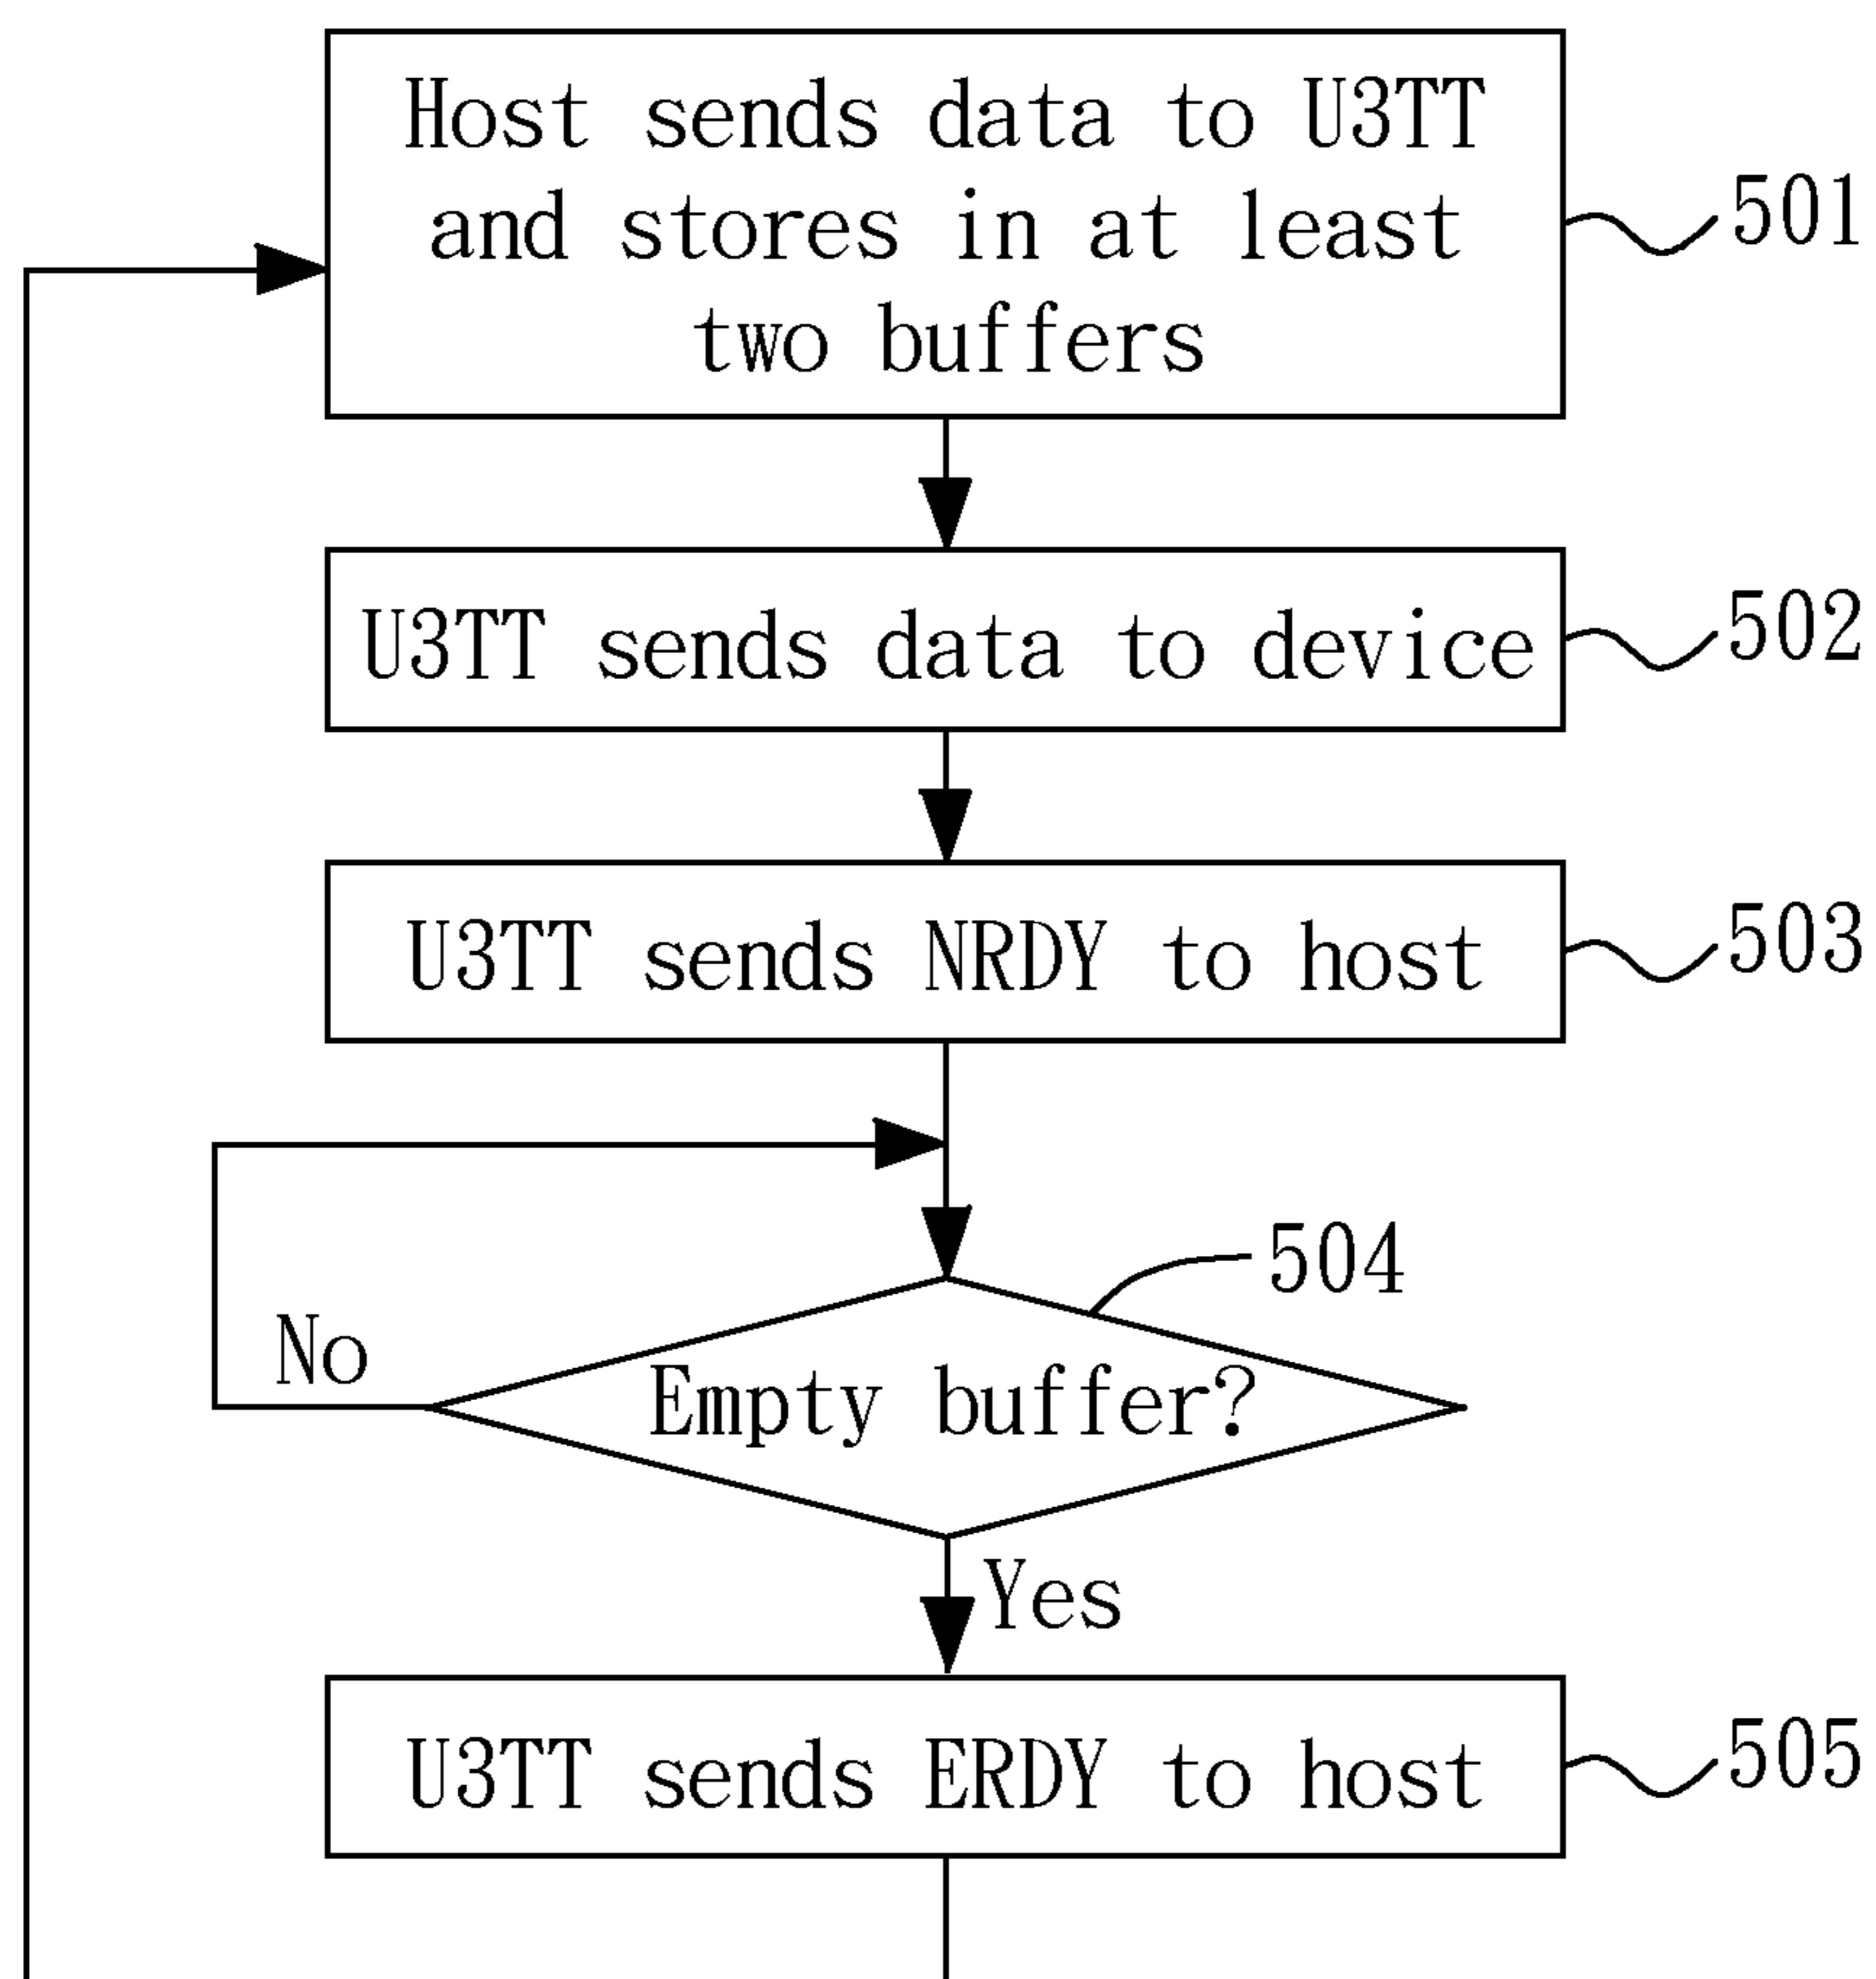 Host sends data to U3TT
and stores in at least
two buffers
501
U3TT sends data to device
502
U3TT sends NRDY to host
503
504
No
Empty buffer?
Yes
U3TT sends ERDY to host
505